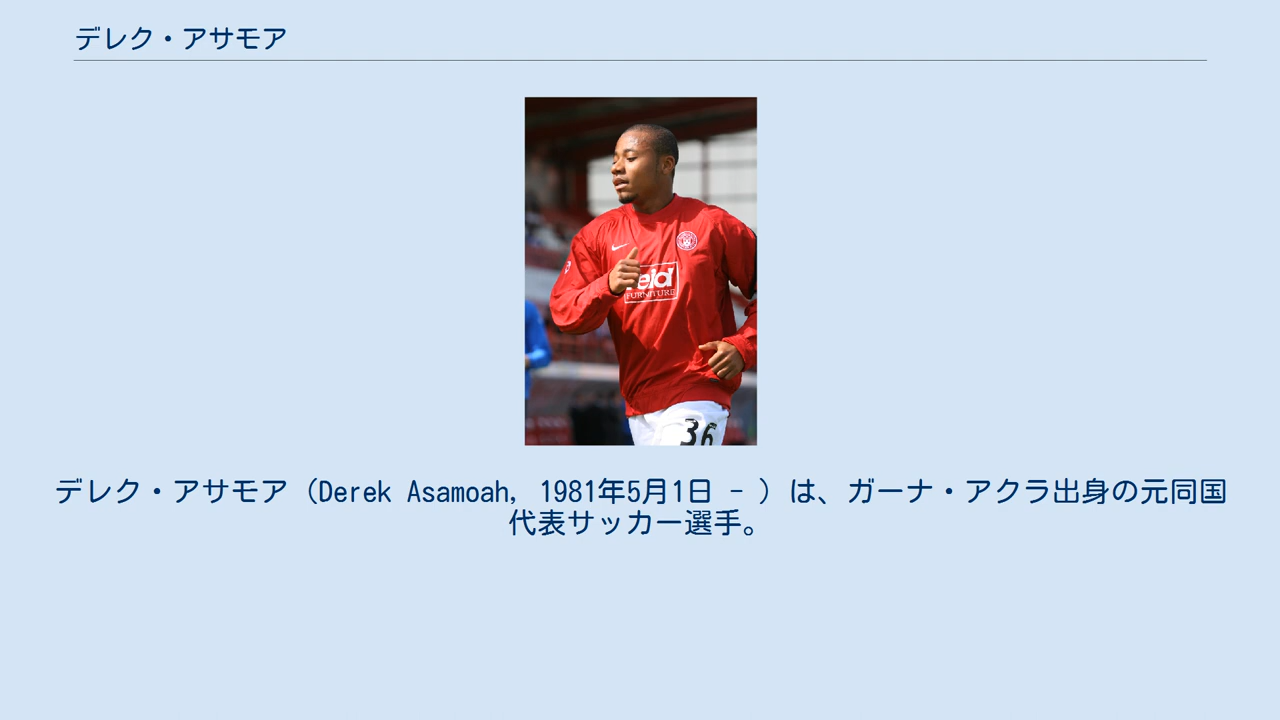 デレク・アサモア
FURNITURE
36
デレク・アサモア（Derek Asamoah, 1981年5月1日 - ）は、ガーナ・アクラ出身の元同国
代表サッカー選手。